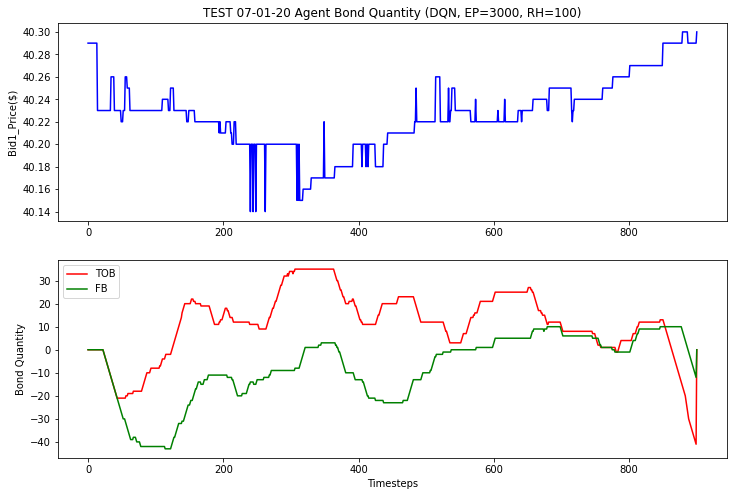 TEST 07-01-20 Agent Bond Quantity (DQN, EP=3000, RH=100)
Bid1_Price($)
40.30
40.28
40.26
40.24
40.22
40.20
40.18
40.16
40.14
0 200 400 600 800
TOB
FB
Bond Quantity
30
20
10
0
−10
−20
−30
−40
0 200 400 600 800
Timesteps